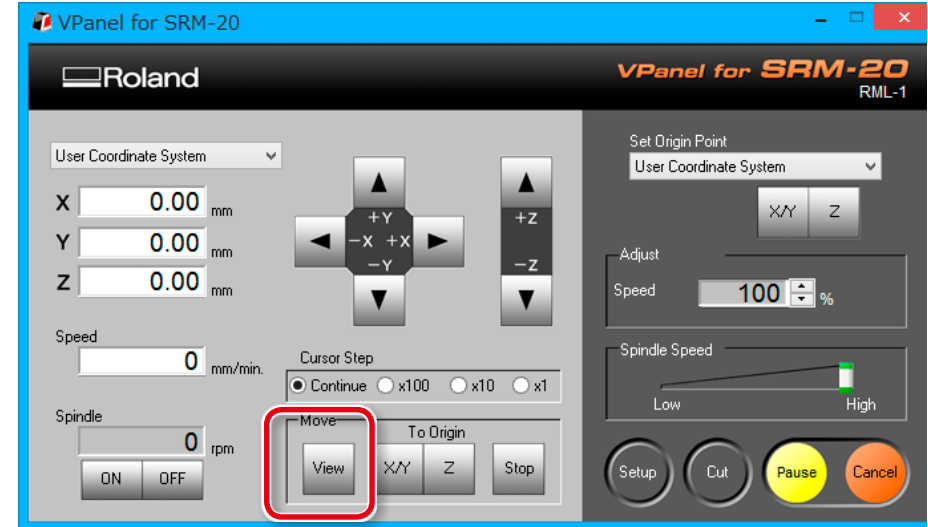 VPanel for SRM-20
Roland
VPanel for SRM-20
RML-1
User Coordinate System
X 0.00 mm
Y 0.00 mm
Z 0.00 mm
Speed
0 mm/min.
Spindle
0 rpm
ON OFF
+Y
-X +X
-Y
+Z
-Z
Cursor Step
Continue x100 x10 x1
Move
To Origin
View X/Y Z Stop
Set Origin Point
User Coordinate System
X/Y Z
Adjust
Speed 100 %
Spindle Speed
Low High
Setup Cut Pause Cancel